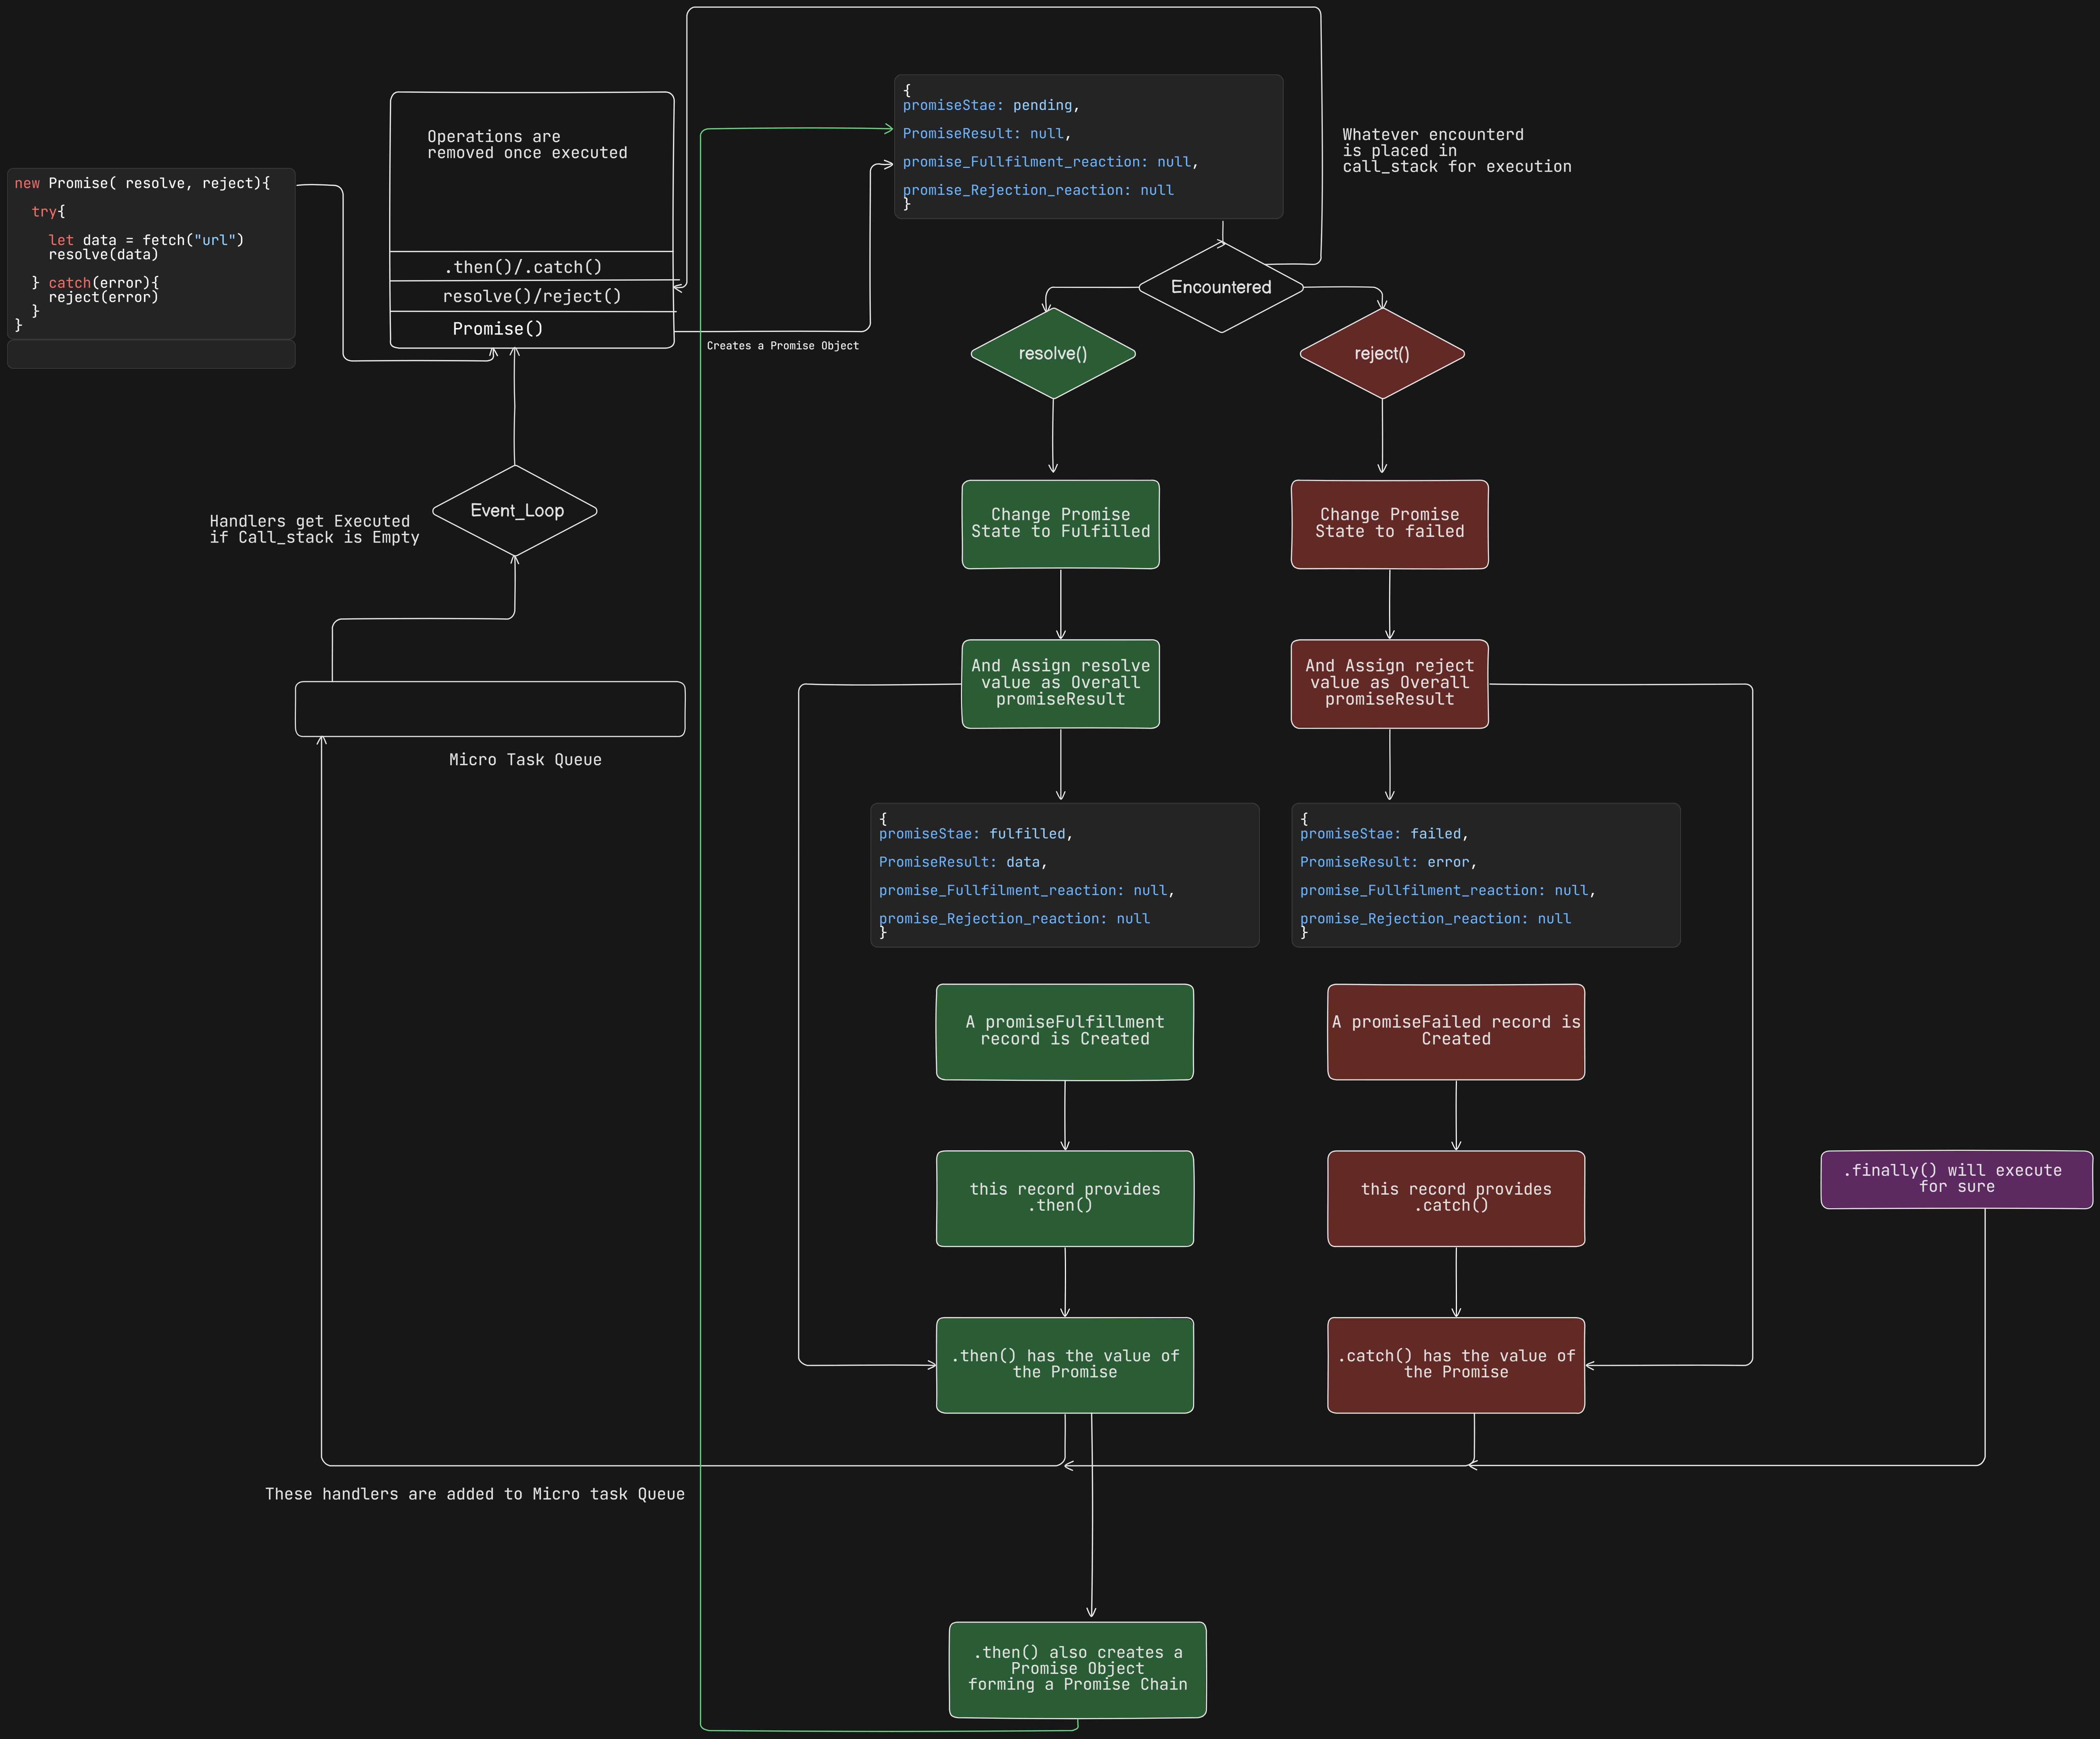 new Promise( resolve, reject){
try{
let data = fetch("url")
resolve(data)
} catch(error){
reject(error)
}
}
Operations are
removed once executed
.then()/.catch()
resolve()/reject()
Promise()
Creates a Promise Object
{
promiseStae: pending,
PromiseResult: null,
promise_Fullfilment_reaction: null,
promise_Rejection_reaction: null
}
Whatever encounterd
is placed in
call_stack for execution
Encountered
resolve()
reject()
Event_Loop
Handlers get Executed
if Call_stack is Empty
Micro Task Queue
Change Promise
State to Fulfilled
Change Promise
State to failed
And Assign resolve
value as Overall
promiseResult
And Assign reject
value as Overall
promiseResult
{
promiseStae: fulfilled,
PromiseResult: data,
promise_Fullfilment_reaction: null,
promise_Rejection_reaction: null
}
{
promiseStae: failed,
PromiseResult: error,
promise_Fullfilment_reaction: null,
promise_Rejection_reaction: null
}
A promiseFulfillment
record is Created
A promiseFailed record is
Created
this record provides
.then()
this record provides
.catch()
.finally() will execute
for sure
.then() has the value of
the Promise
.catch() has the value of
the Promise
These handlers are added to Micro task Queue
.then() also creates a
Promise Object
forming a Promise Chain